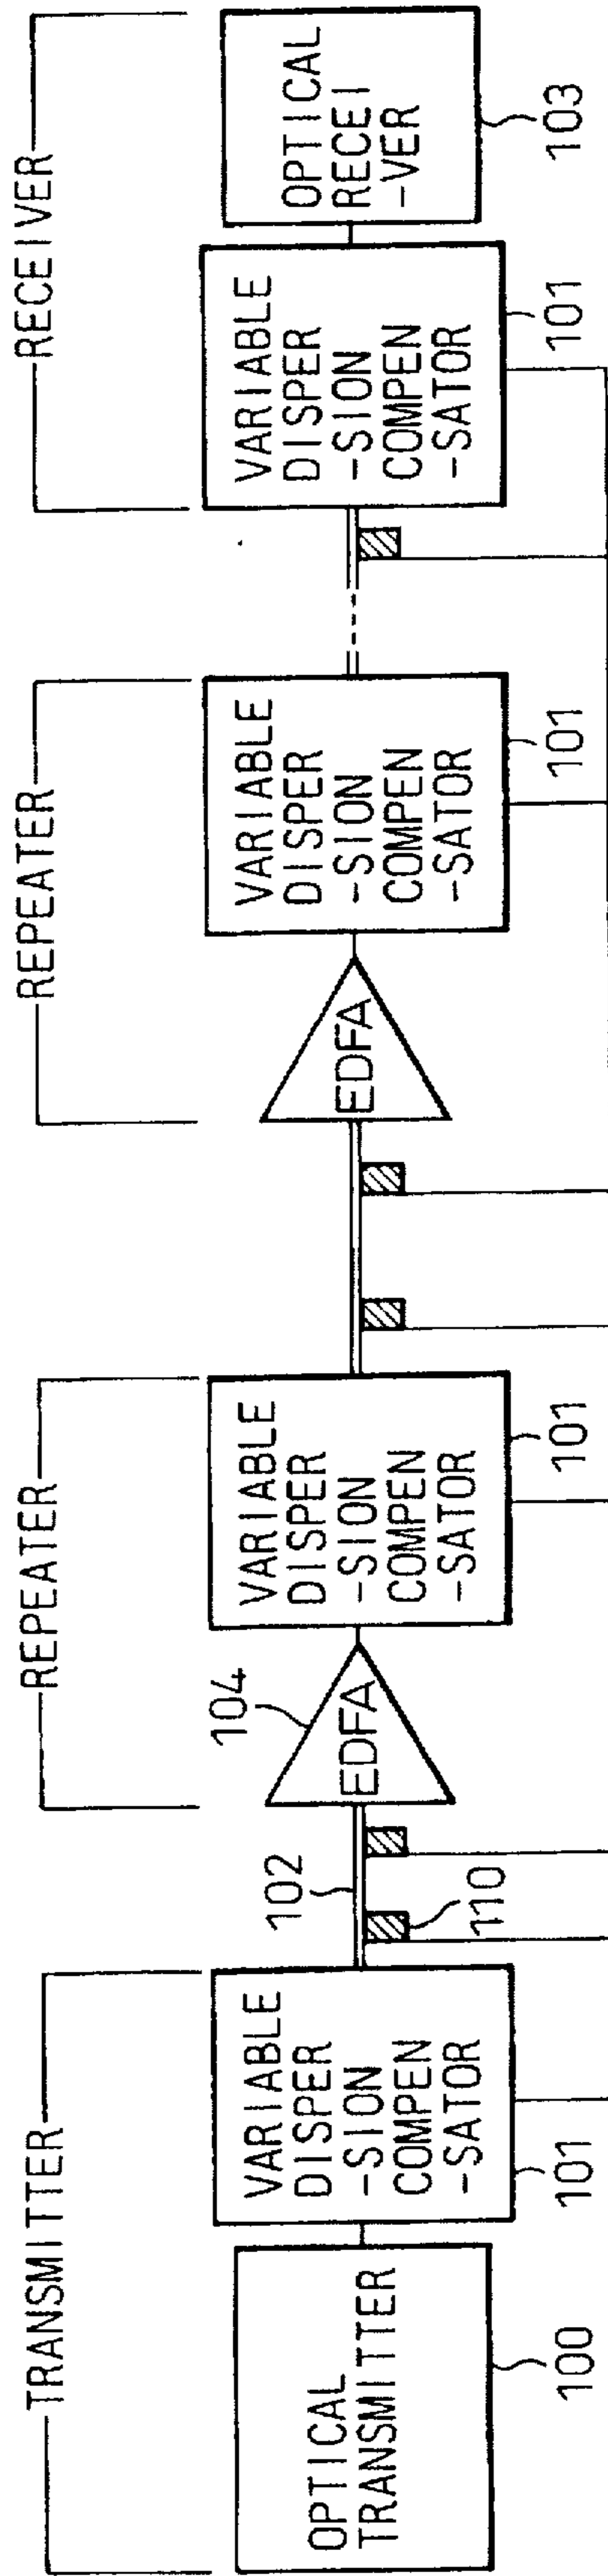 TRANSMITTER
REPEATER
REPEATER
RECEIVER
OPTICAL
TRANSMITTER
100
VARIABLE
DISPER
-SION
COMPEN
-SATOR
101
102
110
104
EDFA
VARIABLE
DISPER
-SION
COMPEN
-SATOR
101
EDFA
VARIABLE
DISPER
-SION
COMPEN
-SATOR
101
VARIABLE
DISPER
-SION
COMPEN
-SATOR
101
OPTICAL
RECEI
-VER
103